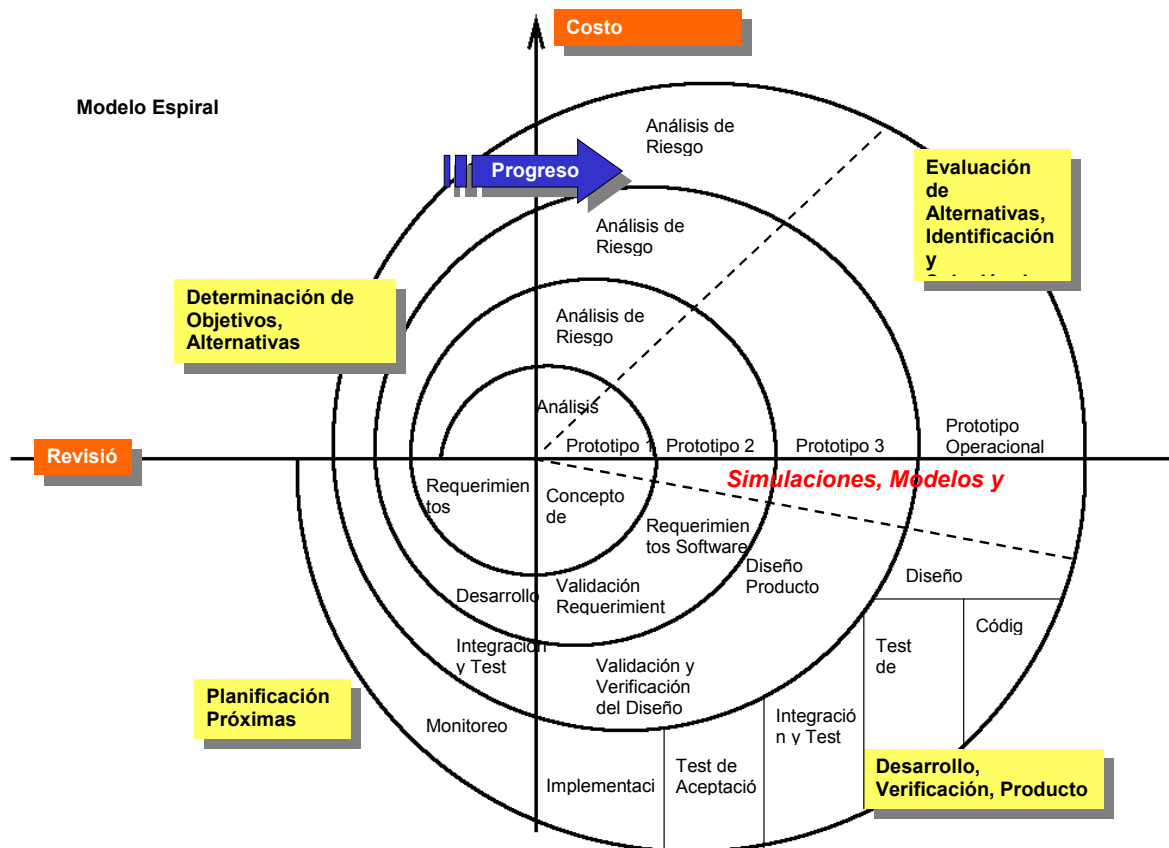 Costo
Modelo Espiral
Análisis de
Riesgo
Progreso
Evaluación
de
Alternativas,
Identificación
y
Análisis de
Riesgo
Determinación de
Objetivos,
Alternativas
Análisis de
Riesgo
Análisis
Prototipo 1
Prototipo 2
Prototipo 3
Prototipo
Operacional
Revisió
Simulaciones, Modelos y
Requerimien
tos
Concepto
de
Requerimien
tos Software
Diseño
Producto
Diseño
Desarrollo
Validación
Requerimient
Códig
Test
de
Integración
y Test
Validación y
Verificación
del Diseño
Planificación
Próximas
Monitoreo
Integració
n y Test
Implementaci
Test de
Aceptació
Desarrollo,
Verificación, Producto